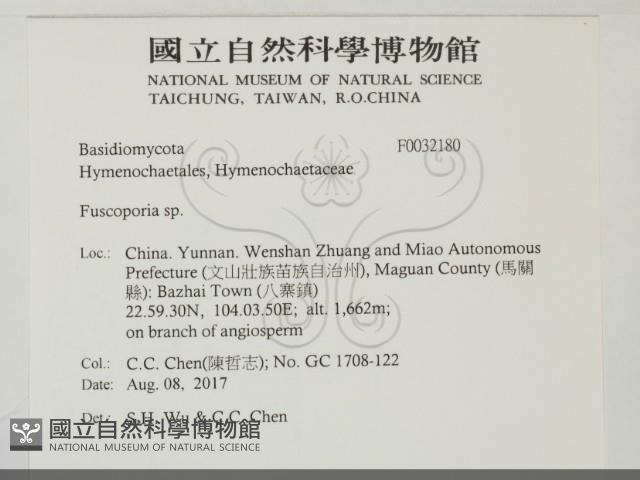 國立自然科學博物館
NATIONAL MUSEUM OF NATURAL SCIENCE
TAICHUNG, TAIWAN, R.O.CHINA
Basidiomycota F0032180
Hymenochaetales, Hymenochaetaceae
Fuscoporia sp.
Loc.: China. Yunnan. Wenshan Zhuang and Miao Autonomous
Prefecture (文山壯族苗族自治州), Maguan County (馬關
縣): Bazhai Town (八寨鎮)
22.59.30N, 104.03.50E; alt. 1,662m;
on branch of angiosperm
Col.: C.C. Chen(陳哲志); No. GC 1708-122
Date: Aug. 08, 2017
Det.: S.H. Wu & C.C. Chen
國立自然科學博物館
NATIONAL MUSEUM OF NATURAL SCIENCE